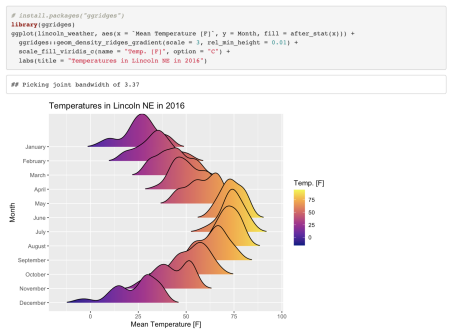 # install.packages("ggridges")
library(ggridges)
ggplot(lincoln_weather, aes(x = `Mean Temperature [F]`, y = Month, fill = after_stat(x))) +
ggridges::geom_density_ridges_gradient(scale = 3, rel_min_height = 0.01) +
scale_fill_viridis_c(name = "Temp. [F]", option = "C") +
labs(title = "Temperatures in Lincoln NE in 2016")
## Picking joint bandwidth of 3.37
Temperatures in Lincoln NE in 2016
January
February
March
April
May
June
July
August
September
October
November
December
Month
0
25
50
75
100
Mean Temperature [F]
Temp. [F]
75
50
25
0